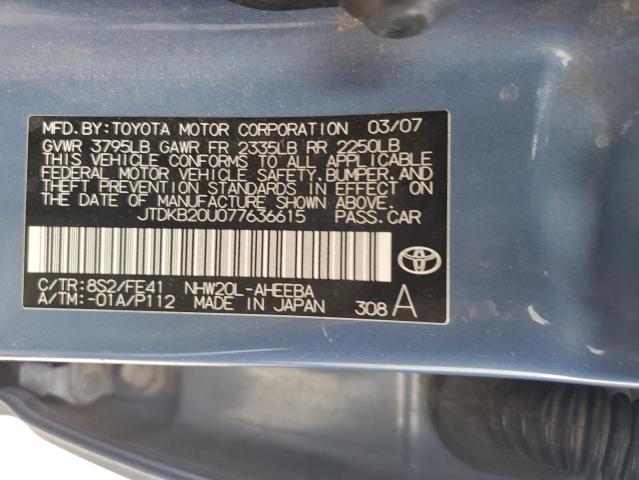 MFD.BY:TOYOTA MOTOR CORPORATION 03/07
GVWR 3795LB GAWR FR 2335LB RR 2250LB
THIS VEHICLE CONFORMS TO ALL APPLICABLE
FEDERAL MOTOR VEHICLE SAFETY,BUMPER,AND
THEFT PREVENTION STANDARDS IN EFFECT ON
THE DATE OF MANUFACTURE SHOWN ABOVE.
JTDKB20U077636615 PASS.CAR
C/TR:8S2/FE41 NHW20L-AHEEBA
A/TM:-01A/P112 MADE IN JAPAN 308 A